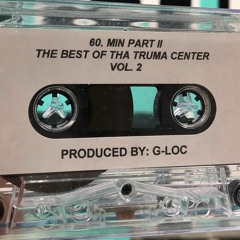 60. MIN PART II
THE BEST OF THA TRUMA CENTER
VOL. 2
PRODUCED BY: G-LOC